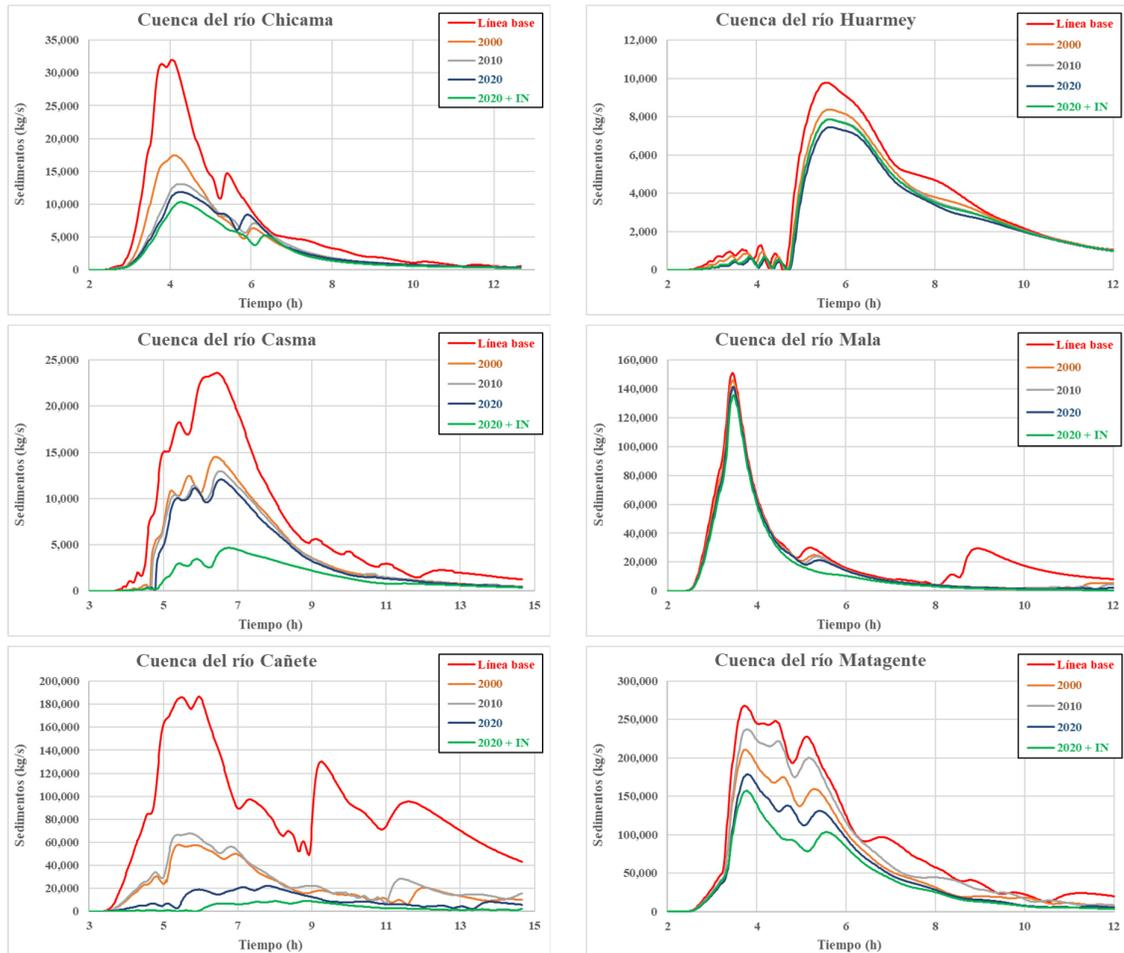 Cuenca del río Chicama
Línea base
2000
2010
2020
2020 + IN
35,000
30,000
25,000
20,000
15,000
10,000
5,000
0
Sedimentos (kg/s)
2 4 6 8 10 12
Tiempo (h)
Cuenca del río Huarmey
Línea base
2000
2010
2020
2020 + IN
12,000
10,000
8,000
6,000
4,000
2,000
0
Sedimentos (kg/s)
2 4 6 8 10 12
Tiempo (h)
Cuenca del río Casma
Línea base
2000
2010
2020
2020 + IN
25,000
20,000
15,000
10,000
5,000
0
Sedimentos (kg/s)
3 5 7 9 11 13 15
Tiempo (h)
Cuenca del río Mala
Línea base
2000
2010
2020
2020 + IN
160,000
140,000
120,000
100,000
80,000
60,000
40,000
20,000
0
Sedimentos (kg/s)
2 4 6 8 10 12
Tiempo (h)
Cuenca del río Cañete
Línea base
2000
2010
2020
2020 + IN
200,000
180,000
160,000
140,000
120,000
100,000
80,000
60,000
40,000
20,000
0
Sedimentos (kg/s)
3 5 7 9 11 13 15
Tiempo (h)
Cuenca del río Matagente
Línea base
2000
2010
2020
2020 + IN
300,000
250,000
200,000
150,000
100,000
50,000
0
Sedimentos (kg/s)
2 4 6 8 10 12
Tiempo (h)